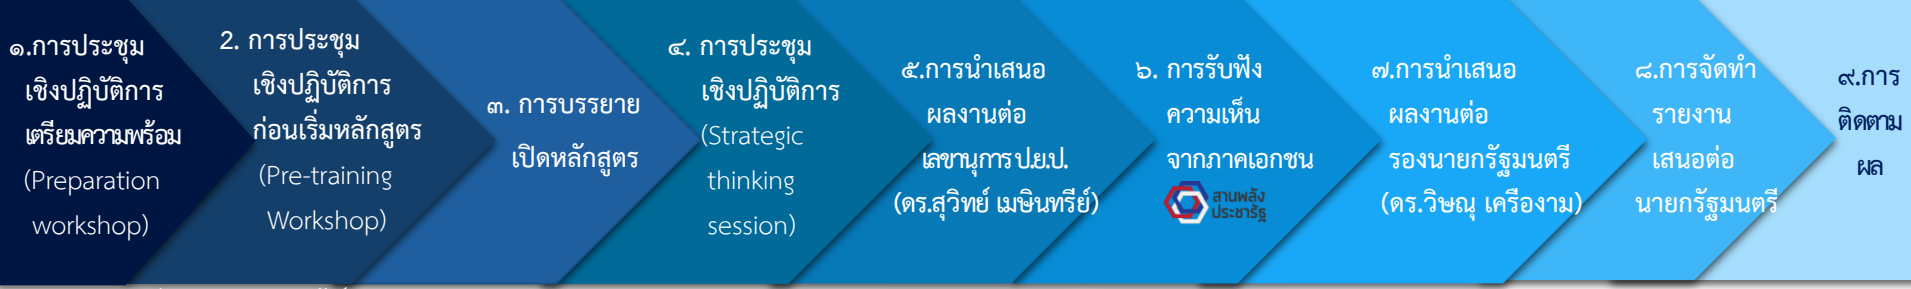 ๑.การประชุม
เชิงปฏิบัติการ
เตรียมความพร้อม
(Preparation
workshop)
2. การประชุม
เชิงปฏิบัติการ
ก่อนเริ่มหลักสูตร
(Pre-training
Workshop)
๓. การบรรยาย
เปิดหลักสูตร
๔. การประชุม
เชิงปฏิบัติการ
(Strategic
thinking
session)
๕.การนำเสนอ
ผลงานต่อ
เลขานุการ ป.ย.ป.
(ดร.สุวิทย์ เมษินทรีย์)
๖. การรับฟัง
ความเห็น
จากภาคเอกชน
สานพลัง
ประชารัฐ
๗.การนำเสนอ
ผลงานต่อ
รองนายกรัฐมนตรี
(ดร.วิษณุ เครืองาม)
๘.การจัดทำ
รายงาน
เสนอต่อ
นายกรัฐมนตรี
๙.การ
ติดตาม
ผล